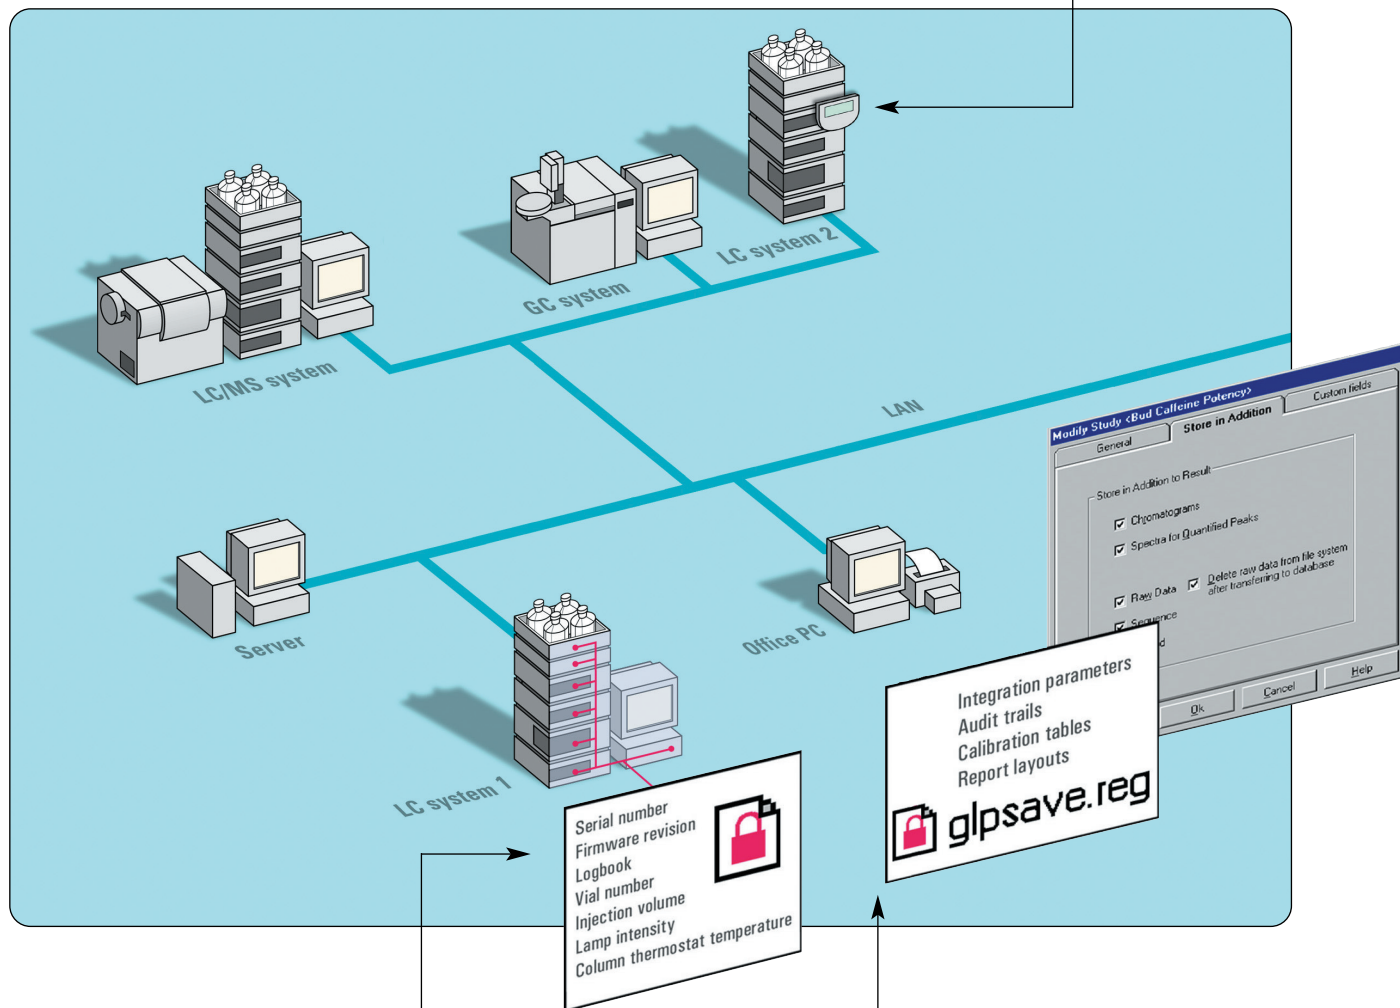 LC system 2
GC system
LC/MS system
LAN
Modify Study <Bud Caffeine Potency>
General
Store in Addition
Custom fields
Store in Addition to Result
Chromatograms
Spectra for Quantified Peaks
Raw Data
Delete raw data from file system
after transferring to database
Sequence
Ok
Cancel
Help
Server
Office PC
LC system 1
Integration parameters
Audit trails
Calibration tables
Report layouts
glpsave.reg
Serial number
Firmware revision
Logbook
Vial number
Injection volume
Lamp intensity
Column thermostat temperature